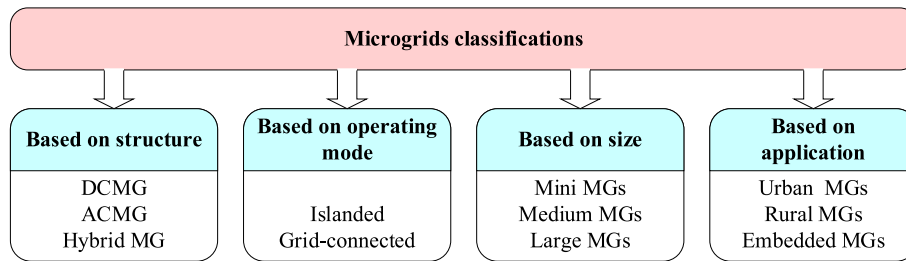 Microgrids classifications
Based on structure
DCMG
ACMG
Hybrid MG
Based on operating
mode
Islanded
Grid-connected
Based on size
Mini MGs
Medium MGs
Large MGs
Based on
application
Urban MGs
Rural MGs
Embedded MGs